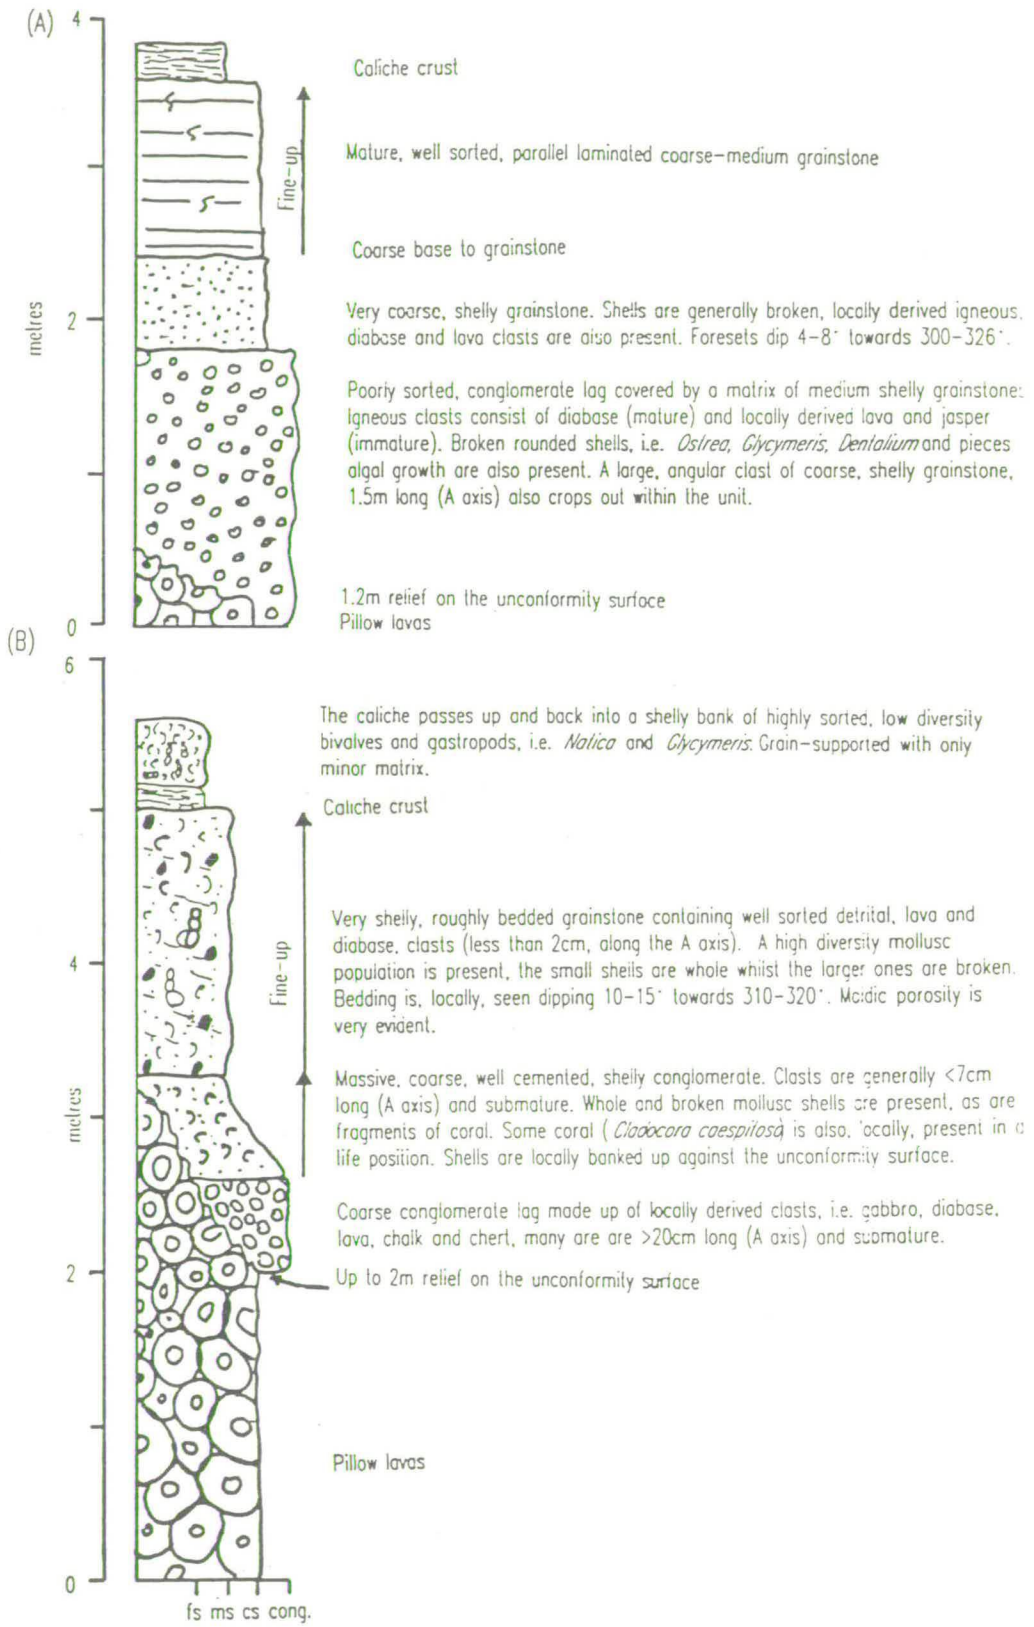 (A)
4
Caliche crust
Fine-up
Mature, well sorted, parallel laminated coarse-medium grainstone
Coarse base to grainstone
metres
2
Very coarse, shelly grainstone. Shells are generally broken, locally derived igneous,
diabase and lava clasts are also present. Foresets dip 4-8° towards 300-326°.
Poorly sorted, conglomerate lag covered by a matrix of medium shelly grainstone.
Igneous clasts consist of diabase (mature) and locally derived lava and jasper
(immature). Broken rounded shells, i.e. Ostrea, Glycymeris, Dentalium and pieces
algal growth are also present. A large, angular clast of coarse, shelly grainstone,
1.5m long (A axis) also crops out within the unit.
1.2m relief on the unconformity surface
Pillow lavas
0
(B)
6
The caliche passes up and back into a shelly bank of highly sorted, low diversity
bivalves and gastropods, i.e. Natica and Glycymeris. Grain-supported with only
minor matrix.
Caliche crust
Fine-up
Very shelly, roughly bedded grainstone containing well sorted detrital, lava and
diabase, clasts (less than 2cm, along the A axis). A high diversity mollusc
population is present, the small shells are whole whilst the larger ones are broken.
Bedding is, locally, seen dipping 10-15° towards 310-320°. Moldic porosity is
very evident.
4
Massive, coarse, well cemented, shelly conglomerate. Clasts are generally <7cm
long (A axis) and submature. Whole and broken mollusc shells are present, as are
fragments of coral. Some coral (Cladocora caespitosa) is also, locally, present in a
life position. Shells are locally banked up against the unconformity surface.
metres
Coarse conglomerate lag made up of locally derived clasts, i.e. gabbro, diabase,
lava, chalk and chert, many are are >20cm long (A axis) and submature.
2
Up to 2m relief on the unconformity surface
Pillow lavas
0
fs ms cs cong.